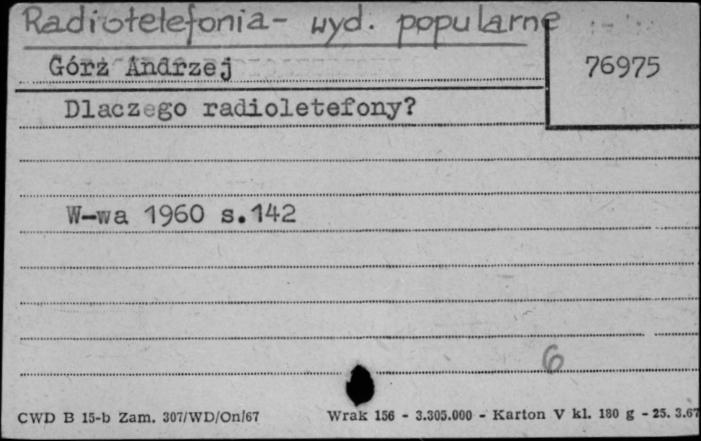 Radiotelefonia - wyd. popularne
Górz Andrzej
76975
Dlaczego radioletefony?
W-wa 1960 s.142
6
CWD B 15-b Zam. 307/WD/On/67 Wrak 156 - 3.305.000 - Karton V kl. 180 g - 25. 3.67